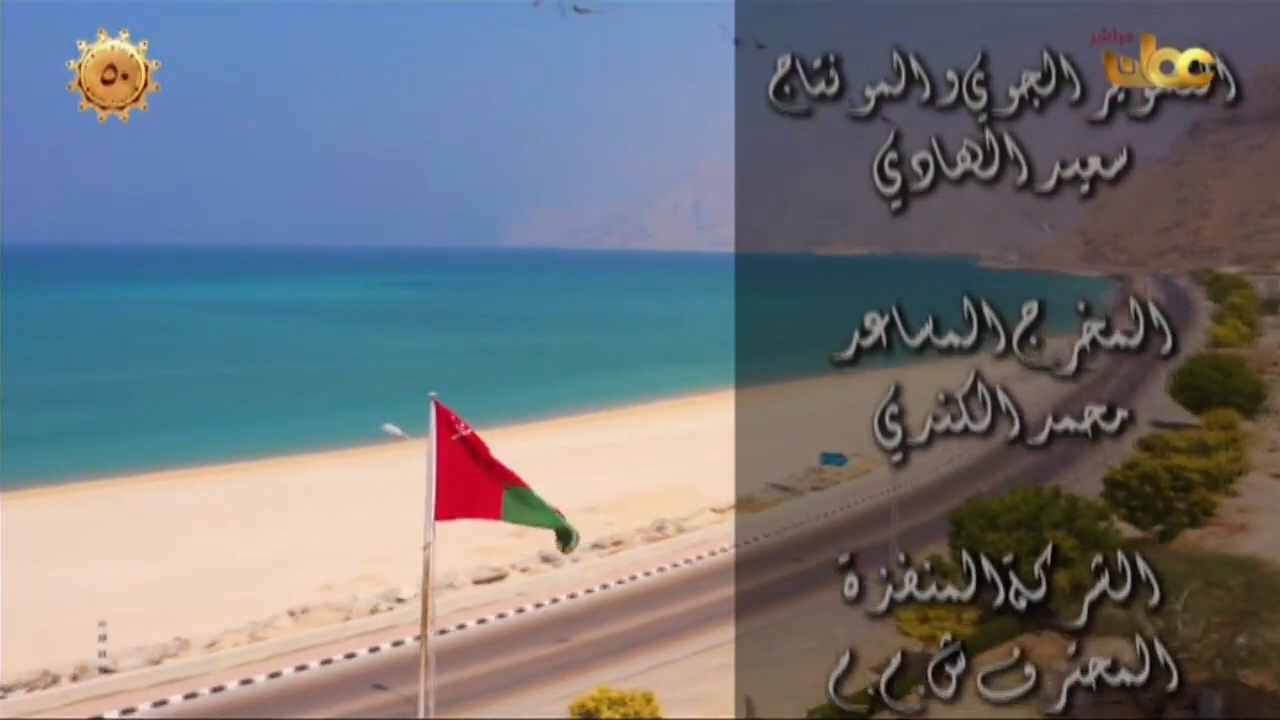 ٥٠
مباشر
عمان
التصوير الجوي والمونتاج
سعيد الهادي
المخرج المساعد
محمد الكندي
الشركة المنفذة
المحترف ش.م.م